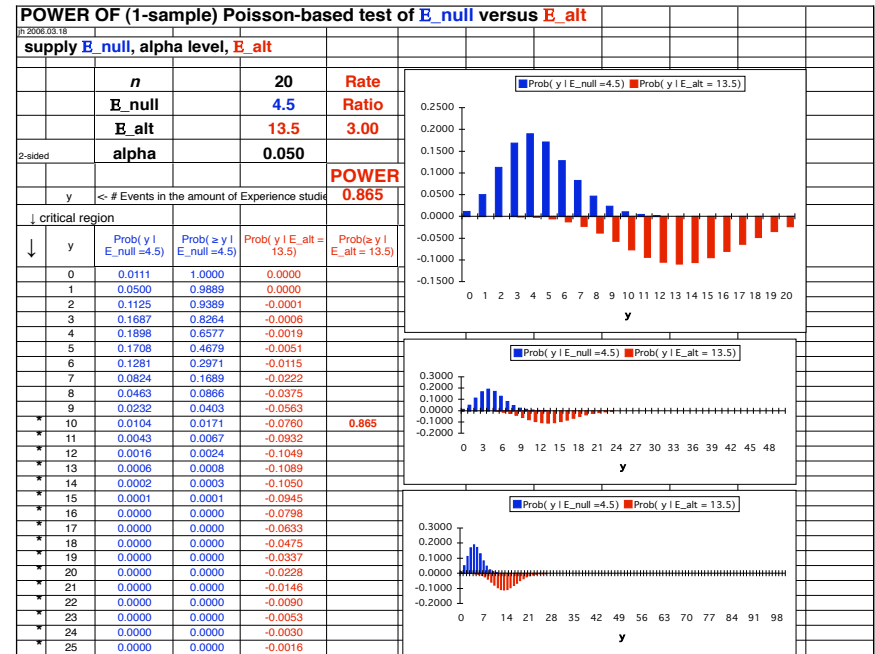 POWER OF (1-sample) Poisson-based test of E_null versus E_alt
jh 2006.03.18
supply E_null, alpha level, E_alt
n 20 Rate
E_null 4.5 Ratio
E_alt 13.5 3.00
2-sided alpha 0.050
POWER
y <- # Events in the amount of Experience studie 0.865
↓ critical region
↓ y Prob( y | E_null =4.5) Prob( ≥ y | E_null =4.5) Prob( y | E_alt = 13.5) Prob(≥ y | E_alt = 13.5)
0 0.0111 1.0000 0.0000
1 0.0500 0.9889 0.0000
2 0.1125 0.9389 -0.0001
3 0.1687 0.8264 -0.0006
4 0.1898 0.6577 -0.0019
5 0.1708 0.4679 -0.0051
6 0.1281 0.2971 -0.0115
7 0.0824 0.1689 -0.0222
8 0.0463 0.0866 -0.0375
9 0.0232 0.0403 -0.0563
* 10 0.0104 0.0171 -0.0760 0.865
* 11 0.0043 0.0067 -0.0932
* 12 0.0016 0.0024 -0.1049
* 13 0.0006 0.0008 -0.1089
* 14 0.0002 0.0003 -0.1050
* 15 0.0001 0.0001 -0.0945
* 16 0.0000 0.0000 -0.0798
* 17 0.0000 0.0000 -0.0633
* 18 0.0000 0.0000 -0.0475
* 19 0.0000 0.0000 -0.0337
* 20 0.0000 0.0000 -0.0228
* 21 0.0000 0.0000 -0.0146
* 22 0.0000 0.0000 -0.0090
* 23 0.0000 0.0000 -0.0053
* 24 0.0000 0.0000 -0.0030
* 25 0.0000 0.0000 -0.0016
Prob( y | E_null =4.5) Prob( y | E_alt = 13.5)
0.2500
0.2000
0.1500
0.1000
0.0500
0.0000
-0.0500
-0.1000
-0.1500
0 1 2 3 4 5 6 7 8 9 10 11 12 13 14 15 16 17 18 19 20
y
Prob( y | E_null =4.5) Prob( y | E_alt = 13.5)
0.3000
0.2000
0.1000
0.0000
-0.1000
-0.2000
0 3 6 9 12 15 18 21 24 27 30 33 36 39 42 45 48
y
Prob( y | E_null =4.5) Prob( y | E_alt = 13.5)
0.3000
0.2000
0.1000
0.0000
-0.1000
-0.2000
0 7 14 21 28 35 42 49 56 63 70 77 84 91 98
y